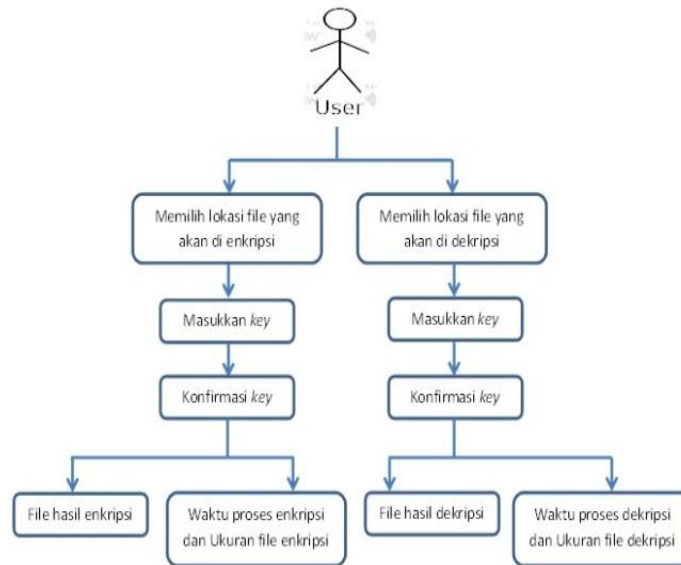 User
Memilih lokasi file yang
akan di enkripsi
Memilih lokasi file yang
akan di dekripsi
Masukkan key
Masukkan key
Konfirmasi key
Konfirmasi key
File hasil enkripsi
Waktu proses enkripsi
dan Ukuran file enkripsi
File hasil dekripsi
Waktu proses dekripsi
dan Ukuran file dekripsi